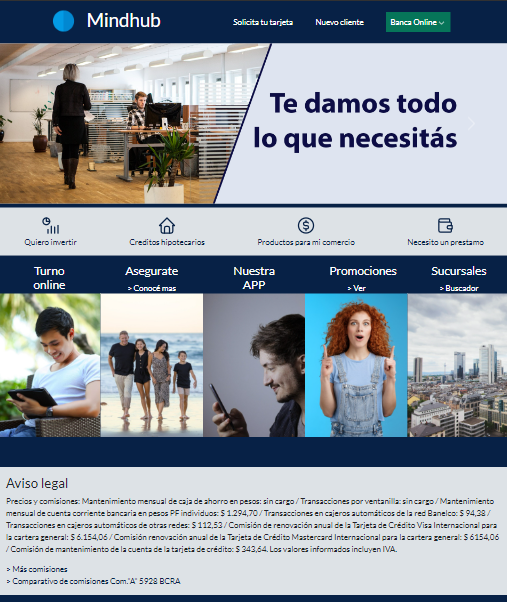 Mindhub
Solicita tu tarjeta
Nuevo cliente
Banca Online
Te damos todo
lo que necesitás
Quiero invertir
Creditos hipotecarios
Productos para mi comercio
Necesito un prestamo
Turno
online
Asegurate
> Conocé mas
Nuestra
APP
Promociones
> Ver
Sucursales
> Buscador
Aviso legal
Precios y comisiones: Mantenimiento mensual de caja de ahorro en pesos: sin cargo / Transacciones por ventanilla: sin cargo / Mantenimiento
mensual de cuenta corriente bancaria en pesos PF individuos: $ 1.294,70 / Transacciones en cajeros automáticos de la red Banelco: $ 94,38 /
Transacciones en cajeros automáticos de otras redes: $ 112,53 / Comisión de renovación anual de la Tarjeta de Crédito Visa Internacional para
la cartera general: $ 6.154,06 / Comisión renovación anual de la Tarjeta de Crédito Mastercard Internacional para la cartera general: $ 6154,06
/ Comisión de mantenimiento de la cuenta de la tarjeta de crédito: $ 343,64. Los valores informados incluyen IVA.
> Más comisiones
> Comparativo de comisiones Com."A" 5928 BCRA